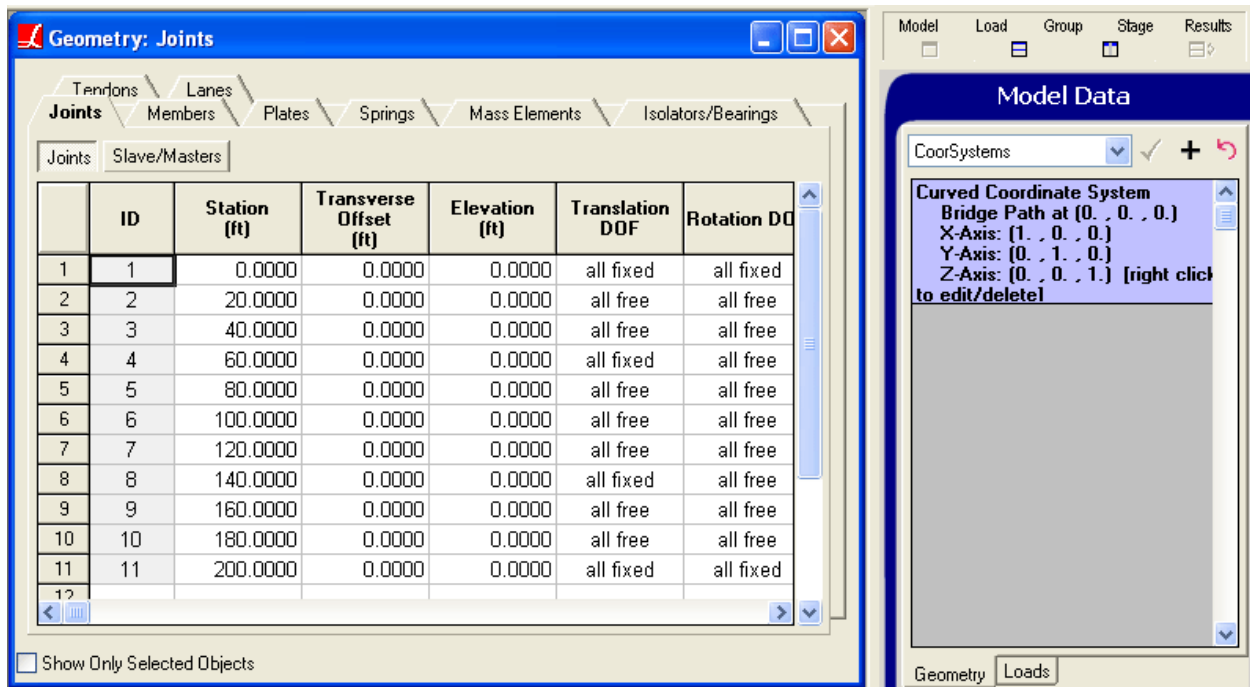 Geometry: Joints
Tendons Lanes
Joints Members Plates Springs Mass Elements Isolators/Bearings
Joints Slave/Masters
ID Station (ft) Transverse Offset (ft) Elevation (ft) Translation DOF Rotation DO
1 1 0.0000 0.0000 0.0000 all fixed all fixed
2 2 20.0000 0.0000 0.0000 all free all free
3 3 40.0000 0.0000 0.0000 all free all free
4 4 60.0000 0.0000 0.0000 all fixed all free
5 5 80.0000 0.0000 0.0000 all free all free
6 6 100.0000 0.0000 0.0000 all free all free
7 7 120.0000 0.0000 0.0000 all free all free
8 8 140.0000 0.0000 0.0000 all fixed all free
9 9 160.0000 0.0000 0.0000 all free all free
10 10 180.0000 0.0000 0.0000 all free all free
11 11 200.0000 0.0000 0.0000 all fixed all fixed
12
Show Only Selected Objects
Model Load Group Stage Results
Model Data
CoorSystems
Curved Coordinate System
Bridge Path at (0. , 0. , 0.)
X-Axis: (1. , 0. , 0.)
Y-Axis: (0. , 1. , 0.)
Z-Axis: (0. , 0. , 1.) [right click
to edit/delete]
Geometry Loads